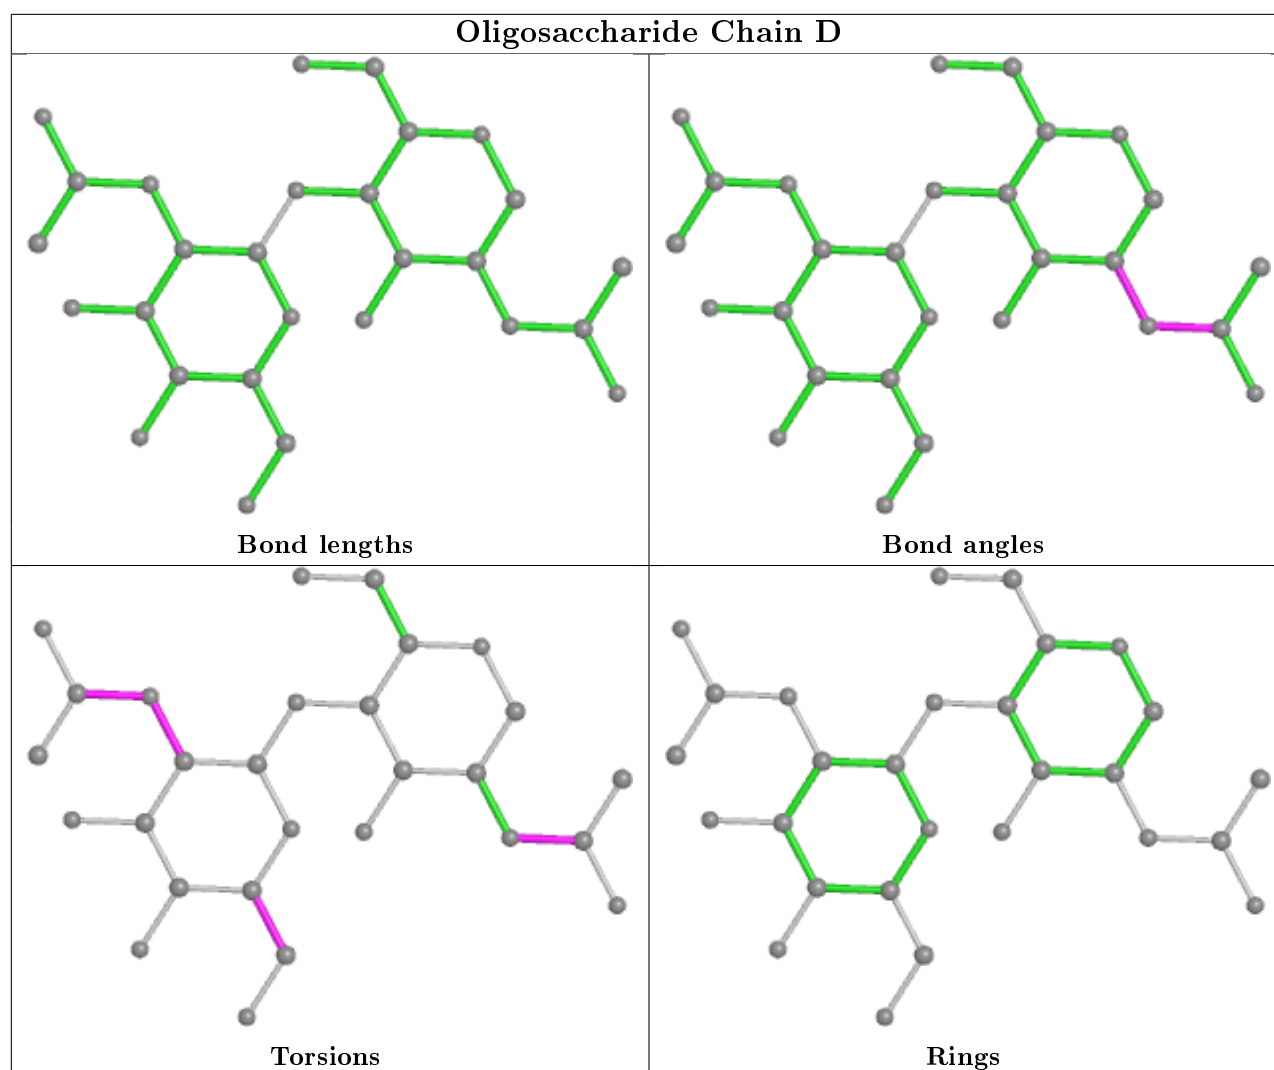 Oligosaccharide Chain D
Bond lengths
Bond angles
Torsions
Rings